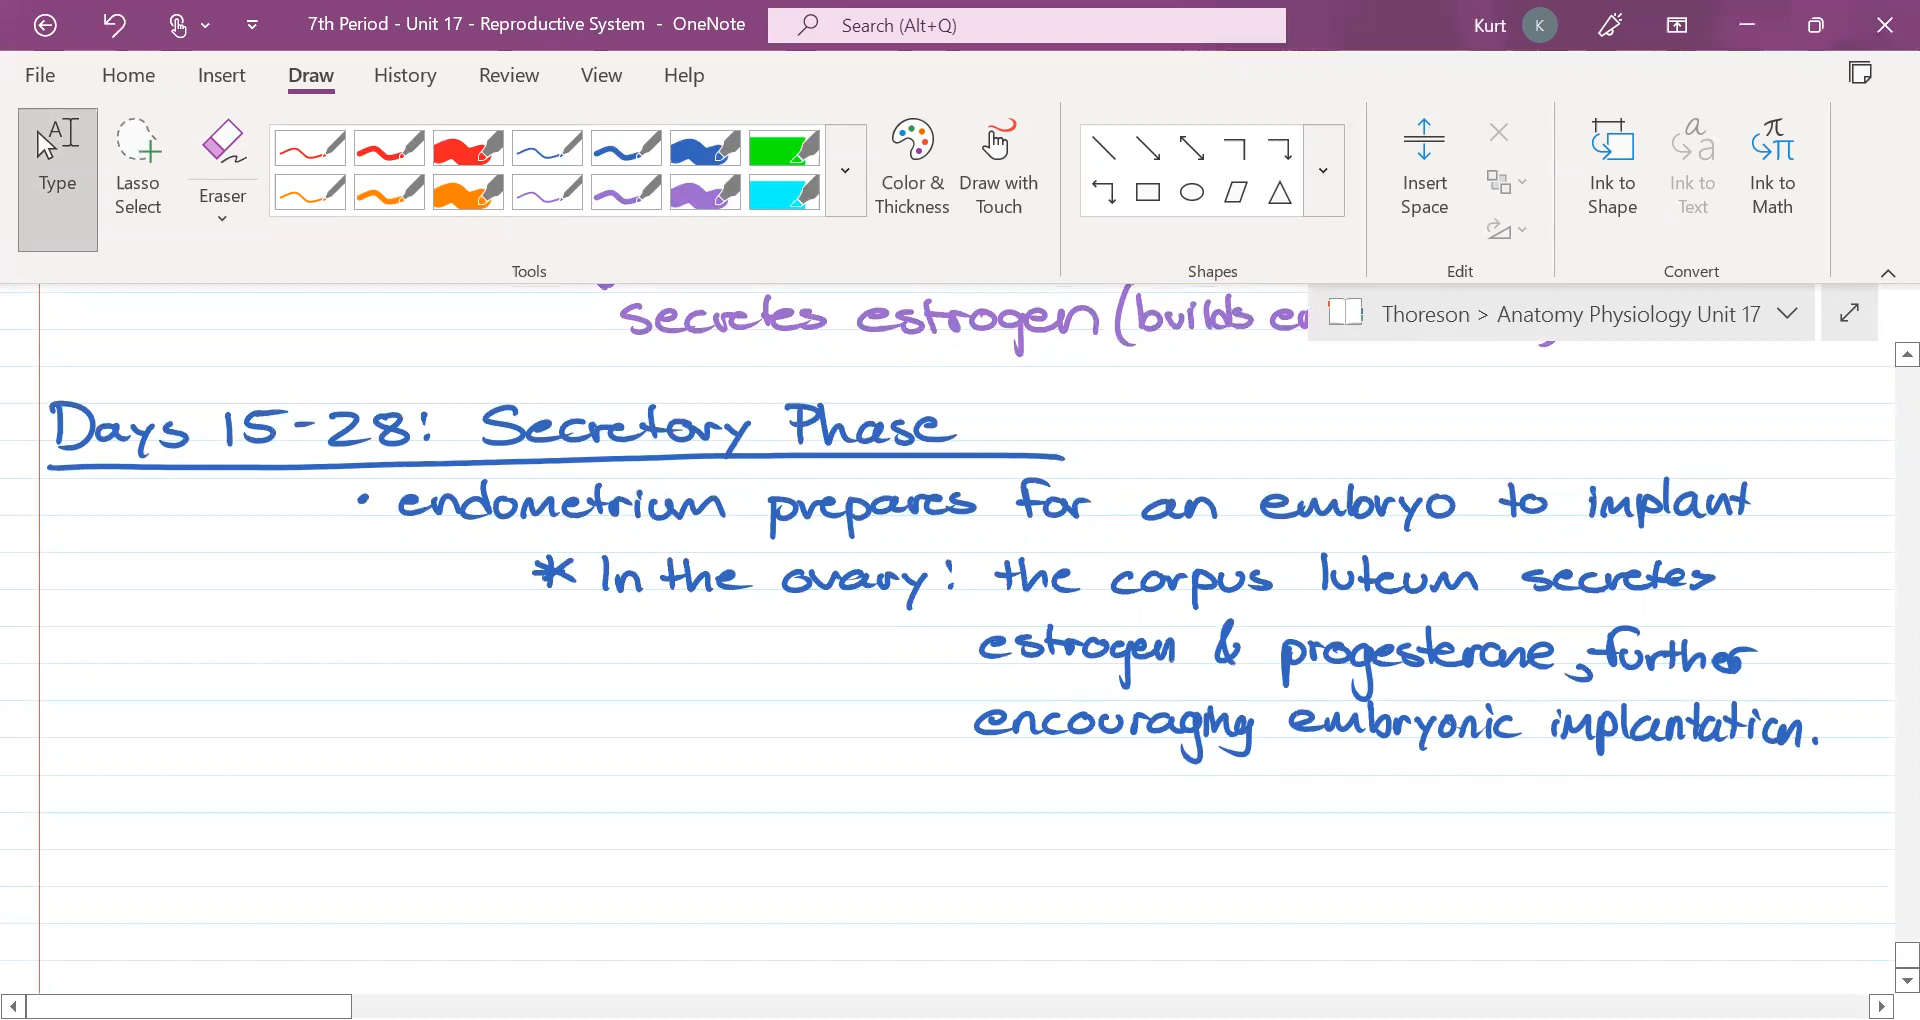 7th Period - Unit 17 - Reproductive System - OneNote
Search (Alt+Q)
Kurt
K
File Home Insert Draw History Review View Help
Type
Lasso Select
Eraser
Color & Thickness
Draw with Touch
Insert Space
Ink to Shape
Ink to Text
Ink to Math
Tools
Shapes
Edit
Convert
Thoreson > Anatomy Physiology Unit 17
secretes estrogen (builds
Days 15-28: Secretory Phase
• endometrium prepares for an embryo to implant
* In the ovary: the corpus luteum secretes
estrogen & progesterone, further
encouraging embryonic implantation.